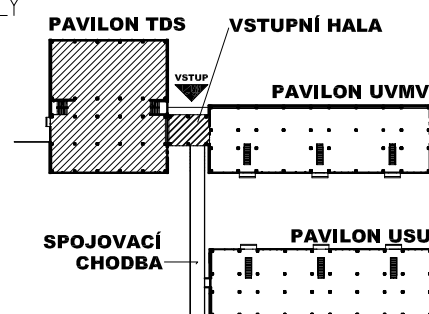 PAVILON TDS
VSTUPNÍ HALA
VSTUP
PAVILON UVMV
SPOJOVACÍ
CHODBA
PAVILON USU